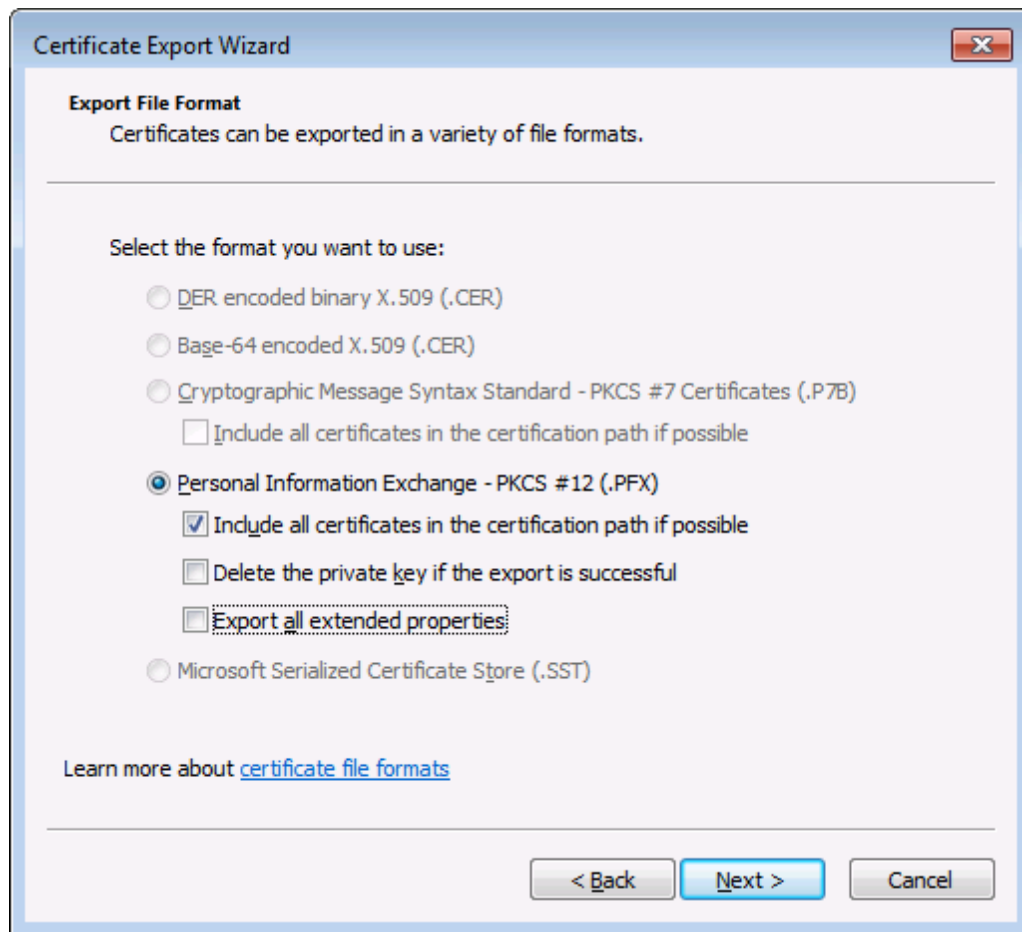 Certificate Export Wizard
Export File Format
Certificates can be exported in a variety of file formats.
Select the format you want to use:
DER encoded binary X.509 (.CER)
Base-64 encoded X.509 (.CER)
Cryptographic Message Syntax Standard - PKCS #7 Certificates (.P7B)
Include all certificates in the certification path if possible
Personal Information Exchange - PKCS #12 (.PFX)
Include all certificates in the certification path if possible
Delete the private key if the export is successful
Export all extended properties
Microsoft Serialized Certificate Store (.SST)
Learn more about certificate file formats
< Back Next > Cancel